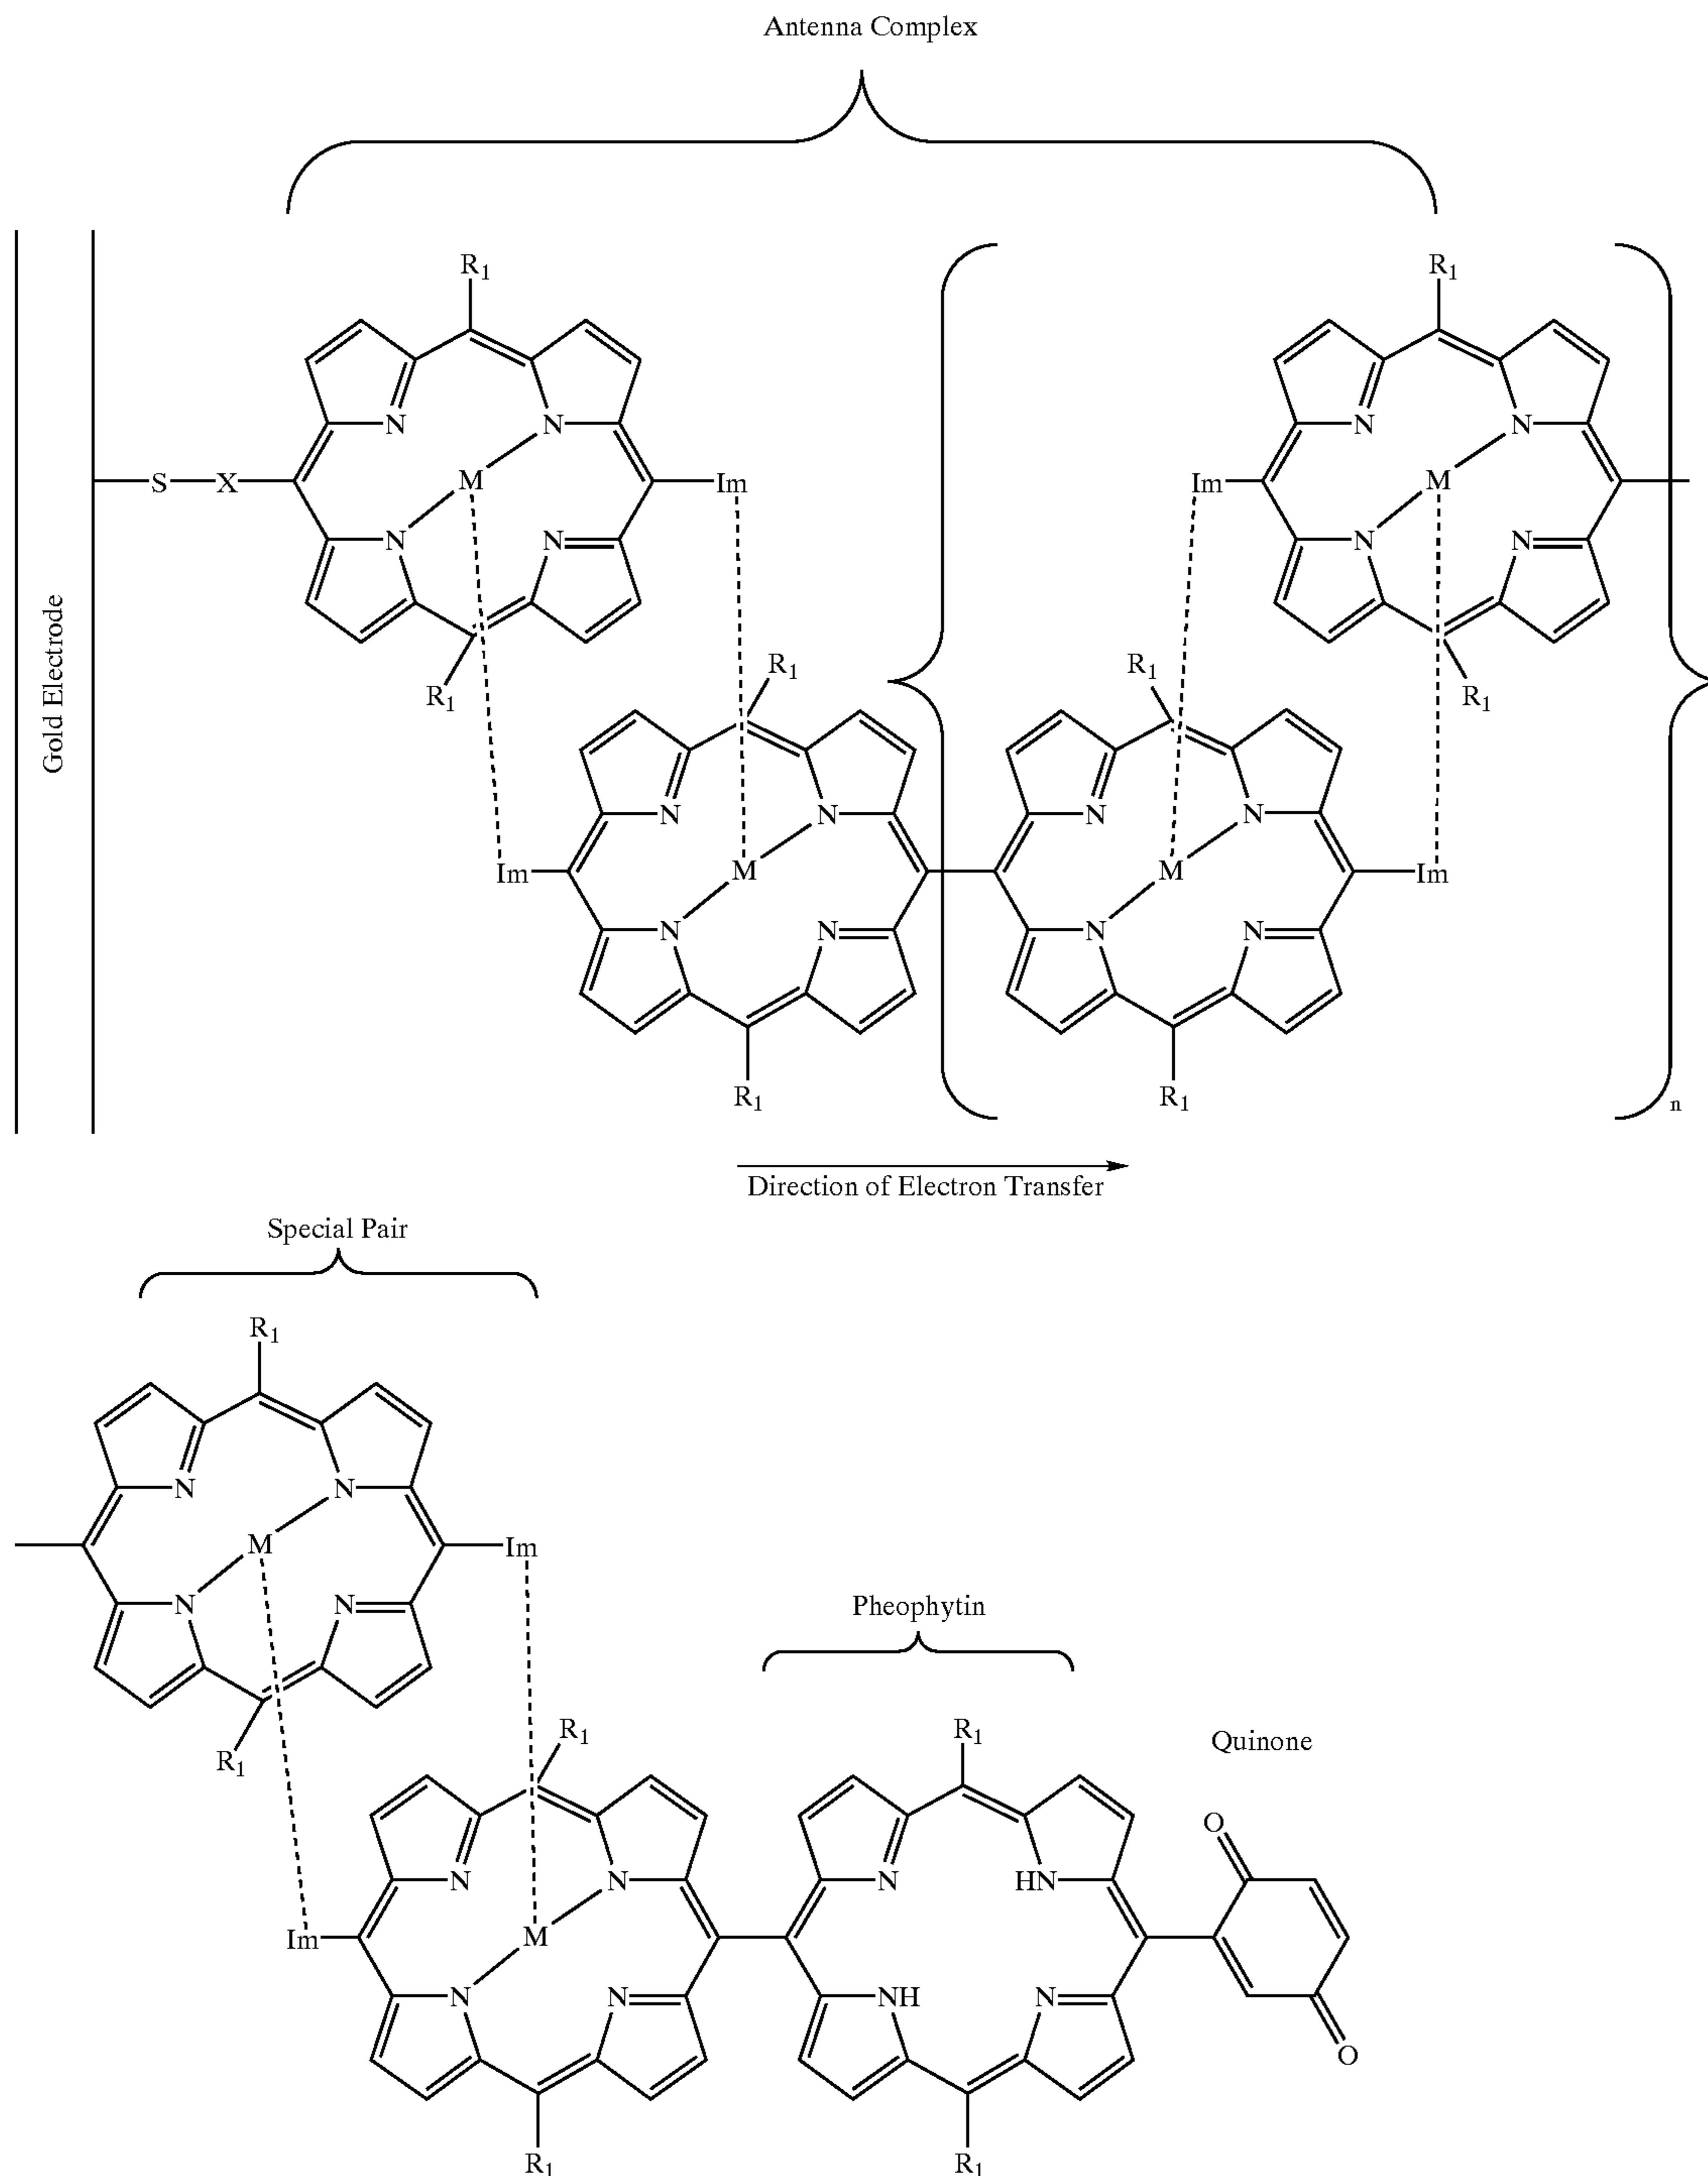 Antenna Complex
R1 R1
N N N N
Gold Electrode
S X M Im Im M
N N N N
R1 R1 R1 R1
N N N N
Im M M Im
N N N N
R1 R1
n
Direction of Electron Transfer
Special Pair
R1
N N
M Im
N N
Pheophytin
R1 R1 R1
Quinone
O
N N N HN
Im M
N N NH N
O
R1 R1